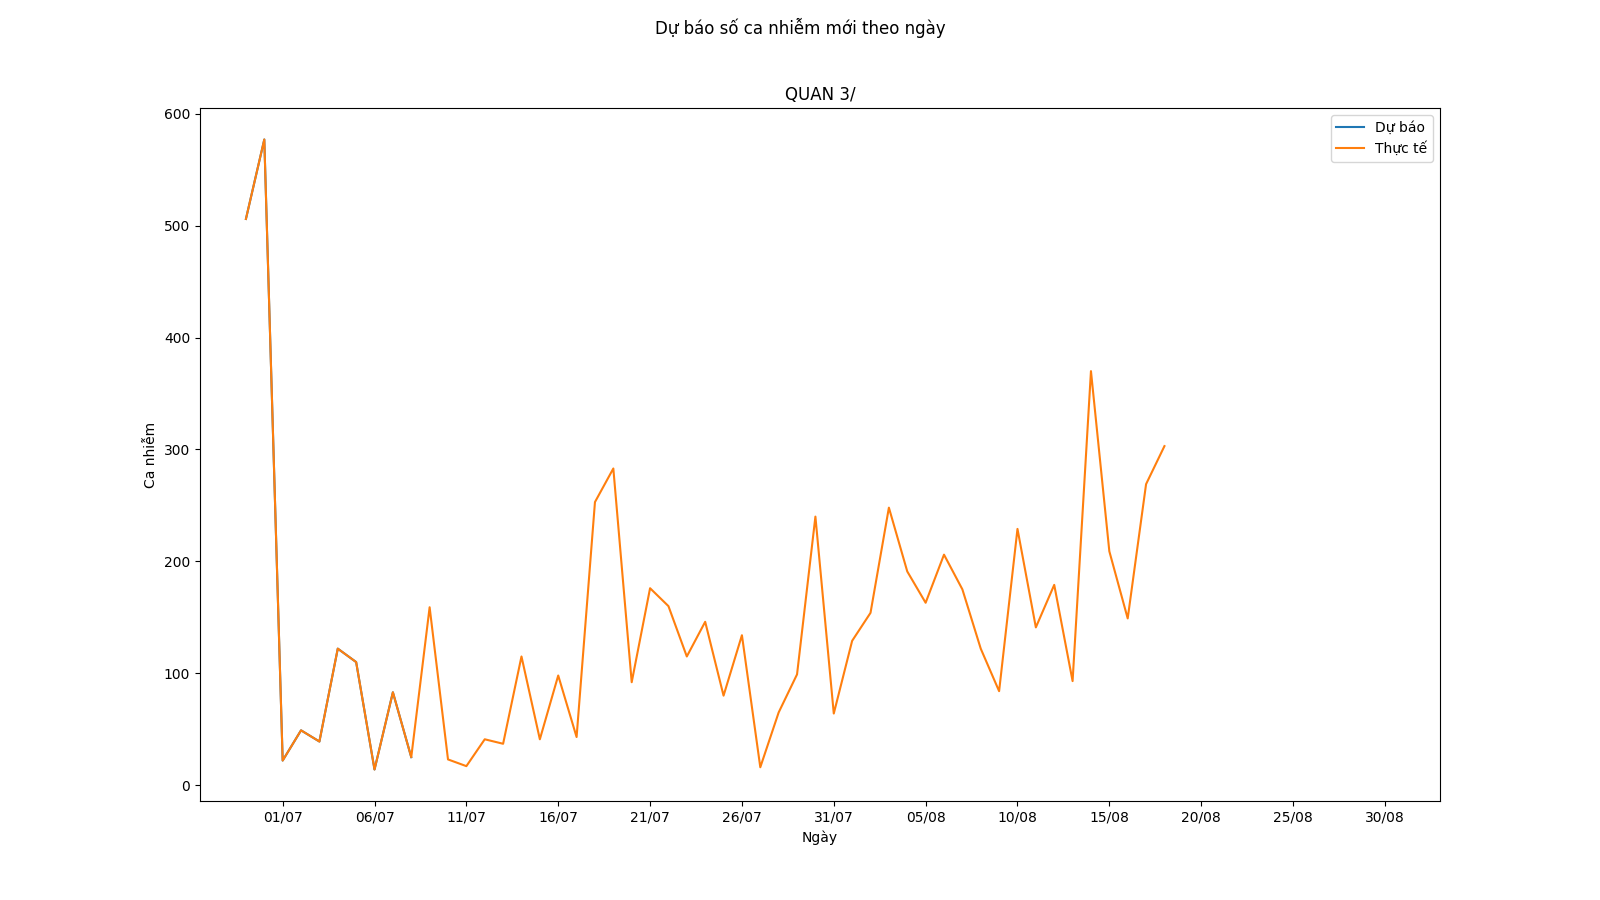 Dự báo số ca nhiễm mới theo ngày
QUAN 3/
Dự báo
Thực tế
600
500
400
300
200
100
0
Ca nhiễm
01/07 06/07 11/07 16/07 21/07 26/07 31/07 05/08 10/08 15/08 20/08 25/08 30/08
Ngày